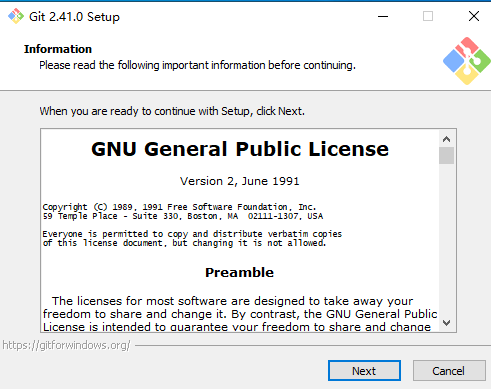 Git 2.41.0 Setup
Information
Please read the following important information before continuing.
When you are ready to continue with Setup, click Next.
GNU General Public License
Version 2, June 1991
Copyright (C) 1989, 1991 Free Software Foundation, Inc.
59 Temple Place - Suite 330, Boston, MA  02111-1307, USA
Everyone is permitted to copy and distribute verbatim copies
of this license document, but changing it is not allowed.
Preamble
The licenses for most software are designed to take away your
freedom to share and change it. By contrast, the GNU General Public
License is intended to guarantee your freedom to share and change
https://gitforwindows.org/
Next
Cancel